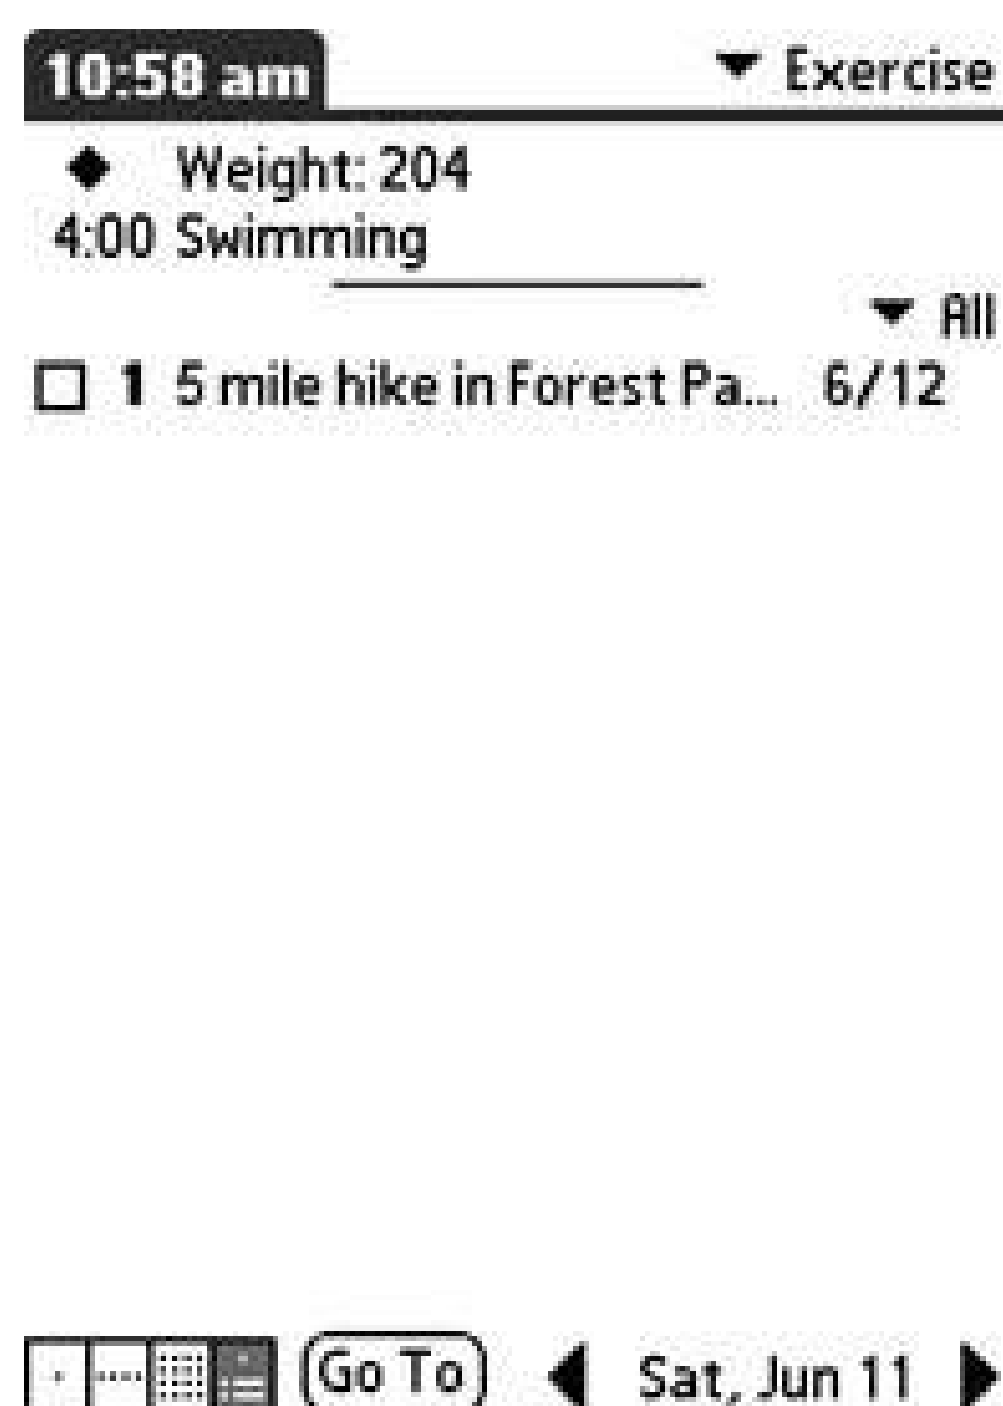 10:58 am Exercise
Weight: 204
4:00 Swimming
All
1 5 mile hike in Forest Pa... 6/12
Go To Sat, Jun 11